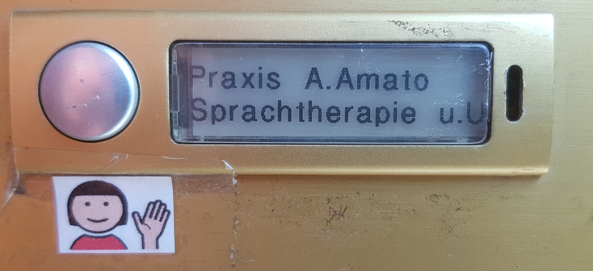 Praxis A.Amato
Sprachtherapie u.U